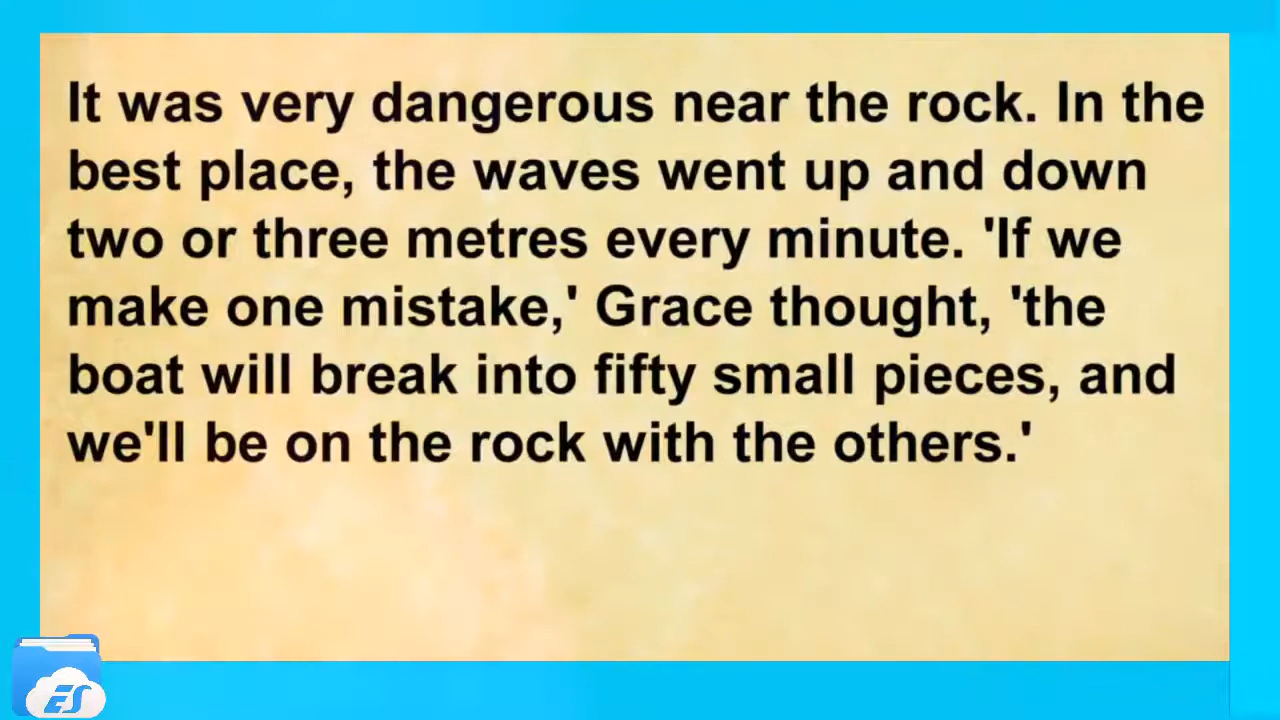 It was very dangerous near the rock. In the
best place, the waves went up and down
two or three metres every minute. 'If we
make one mistake,' Grace thought, 'the
boat will break into fifty small pieces, and
we'll be on the rock with the others.'
ES